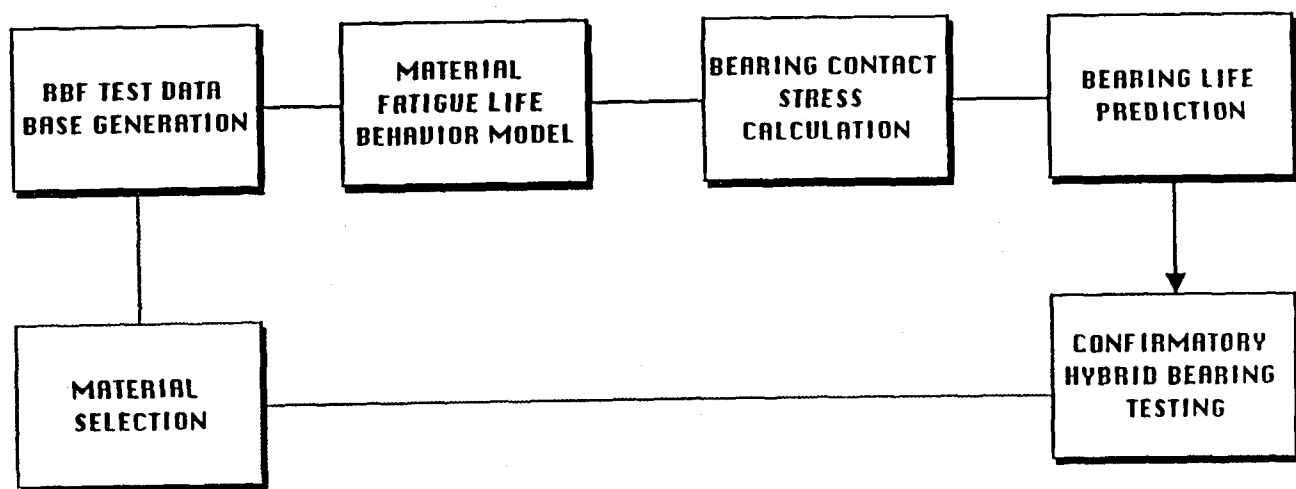 RBF TEST DATA
BASE GENERATION
MATERIAL
FATIGUE LIFE
BEHAVIOR MODEL
BEARING CONTACT
STRESS
CALCULATION
BEARING LIFE
PREDICTION
MATERIAL
SELECTION
CONFIRMATORY
HYBRID BEARING
TESTING